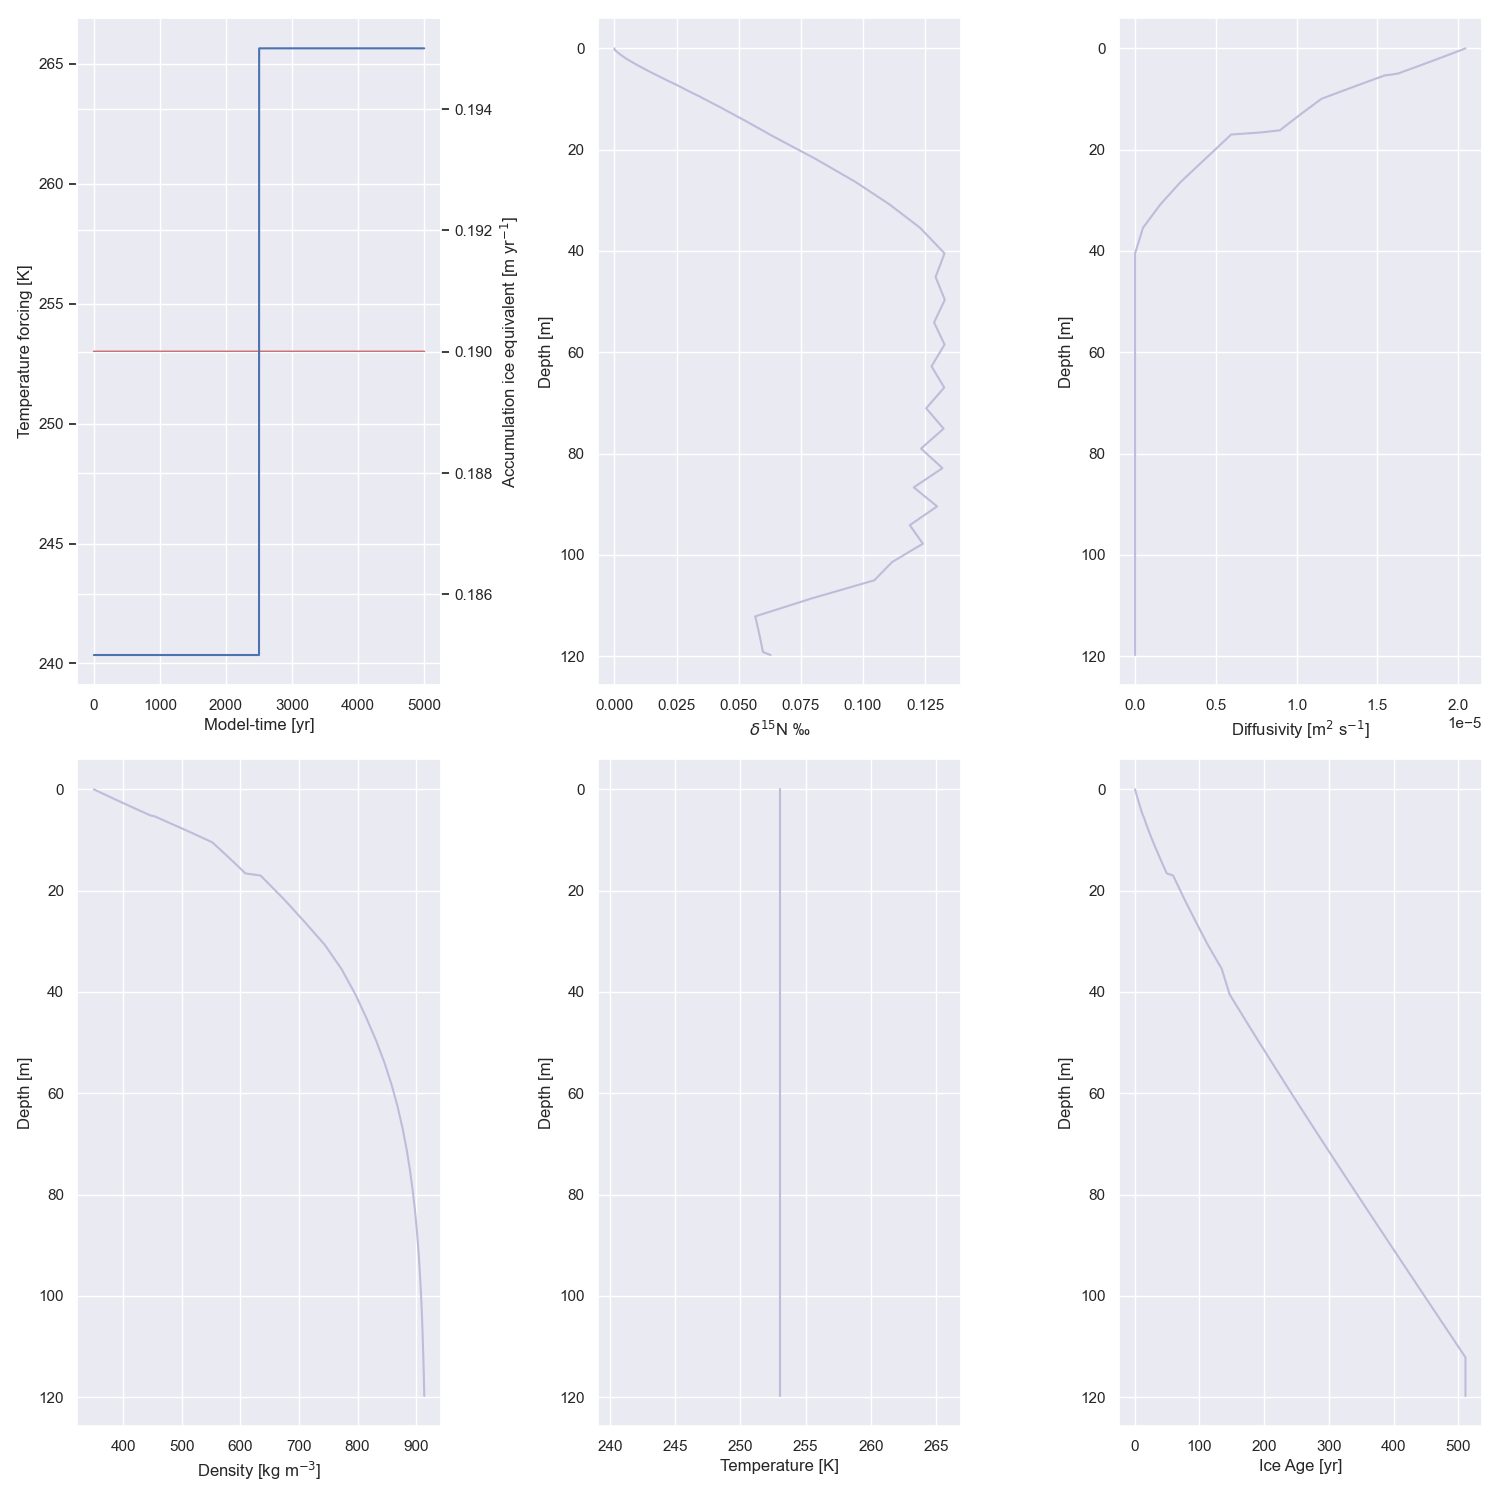 265
260
255
250
245
240
Temperature forcing [K]
0 1000 2000 3000 4000 5000
Model-time [yr]
0.194
0.192
0.190
0.188
0.186
Accumulation ice equivalent [m yr⁻¹]
0
20
40
60
80
100
120
Depth [m]
0.000 0.025 0.050 0.075 0.100 0.125
δ¹⁵N ‰
0
20
40
60
80
100
120
Depth [m]
0.0 0.5 1.0 1.5 2.0
1e−5
Diffusivity [m² s⁻¹]
0
20
40
60
80
100
120
Depth [m]
400 500 600 700 800 900
Density [kg m⁻³]
0
20
40
60
80
100
120
Depth [m]
240 245 250 255 260 265
Temperature [K]
0
20
40
60
80
100
120
Depth [m]
0 100 200 300 400 500
Ice Age [yr]